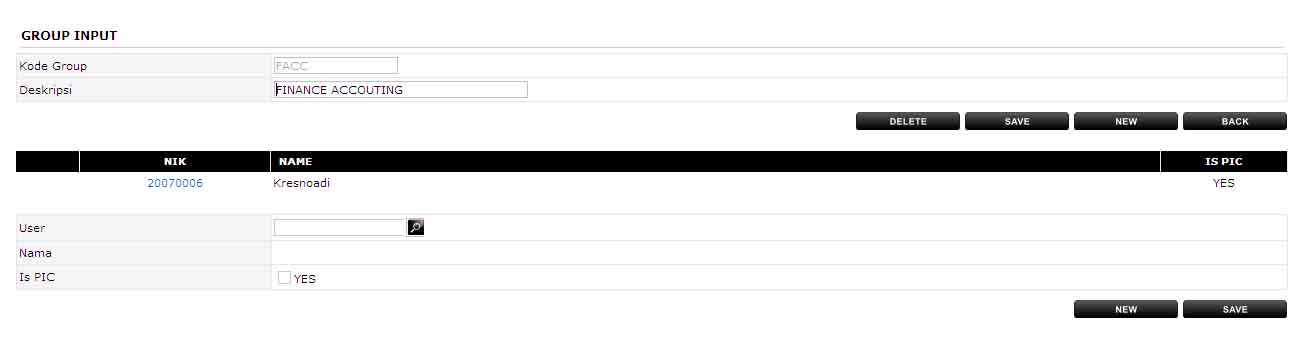 GROUP INPUT
Kode Group FACC
Deskripsi FINANCE ACCOUTING
DELETE SAVE NEW BACK
NIK NAME IS PIC
20070006 Kresnoadi YES
User
Nama
Is PIC YES
NEW SAVE